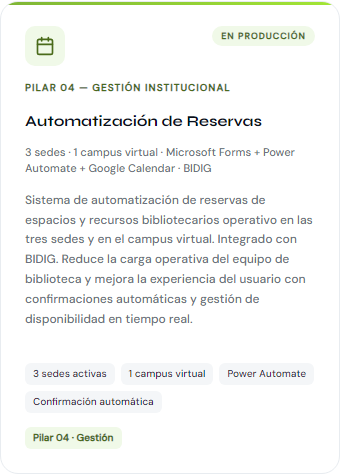 EN PRODUCCIÓN
PILAR 04 — GESTIÓN INSTITUCIONAL
Automatización de Reservas
3 sedes · 1 campus virtual · Microsoft Forms + Power
Automate + Google Calendar · BIDIG
Sistema de automatización de reservas de
espacios y recursos bibliotecarios operativo en las
tres sedes y en el campus virtual. Integrado con
BIDIG. Reduce la carga operativa del equipo de
biblioteca y mejora la experiencia del usuario con
confirmaciones automáticas y gestión de
disponibilidad en tiempo real.
3 sedes activas 1 campus virtual Power Automate
Confirmación automática
Pilar 04 · Gestión